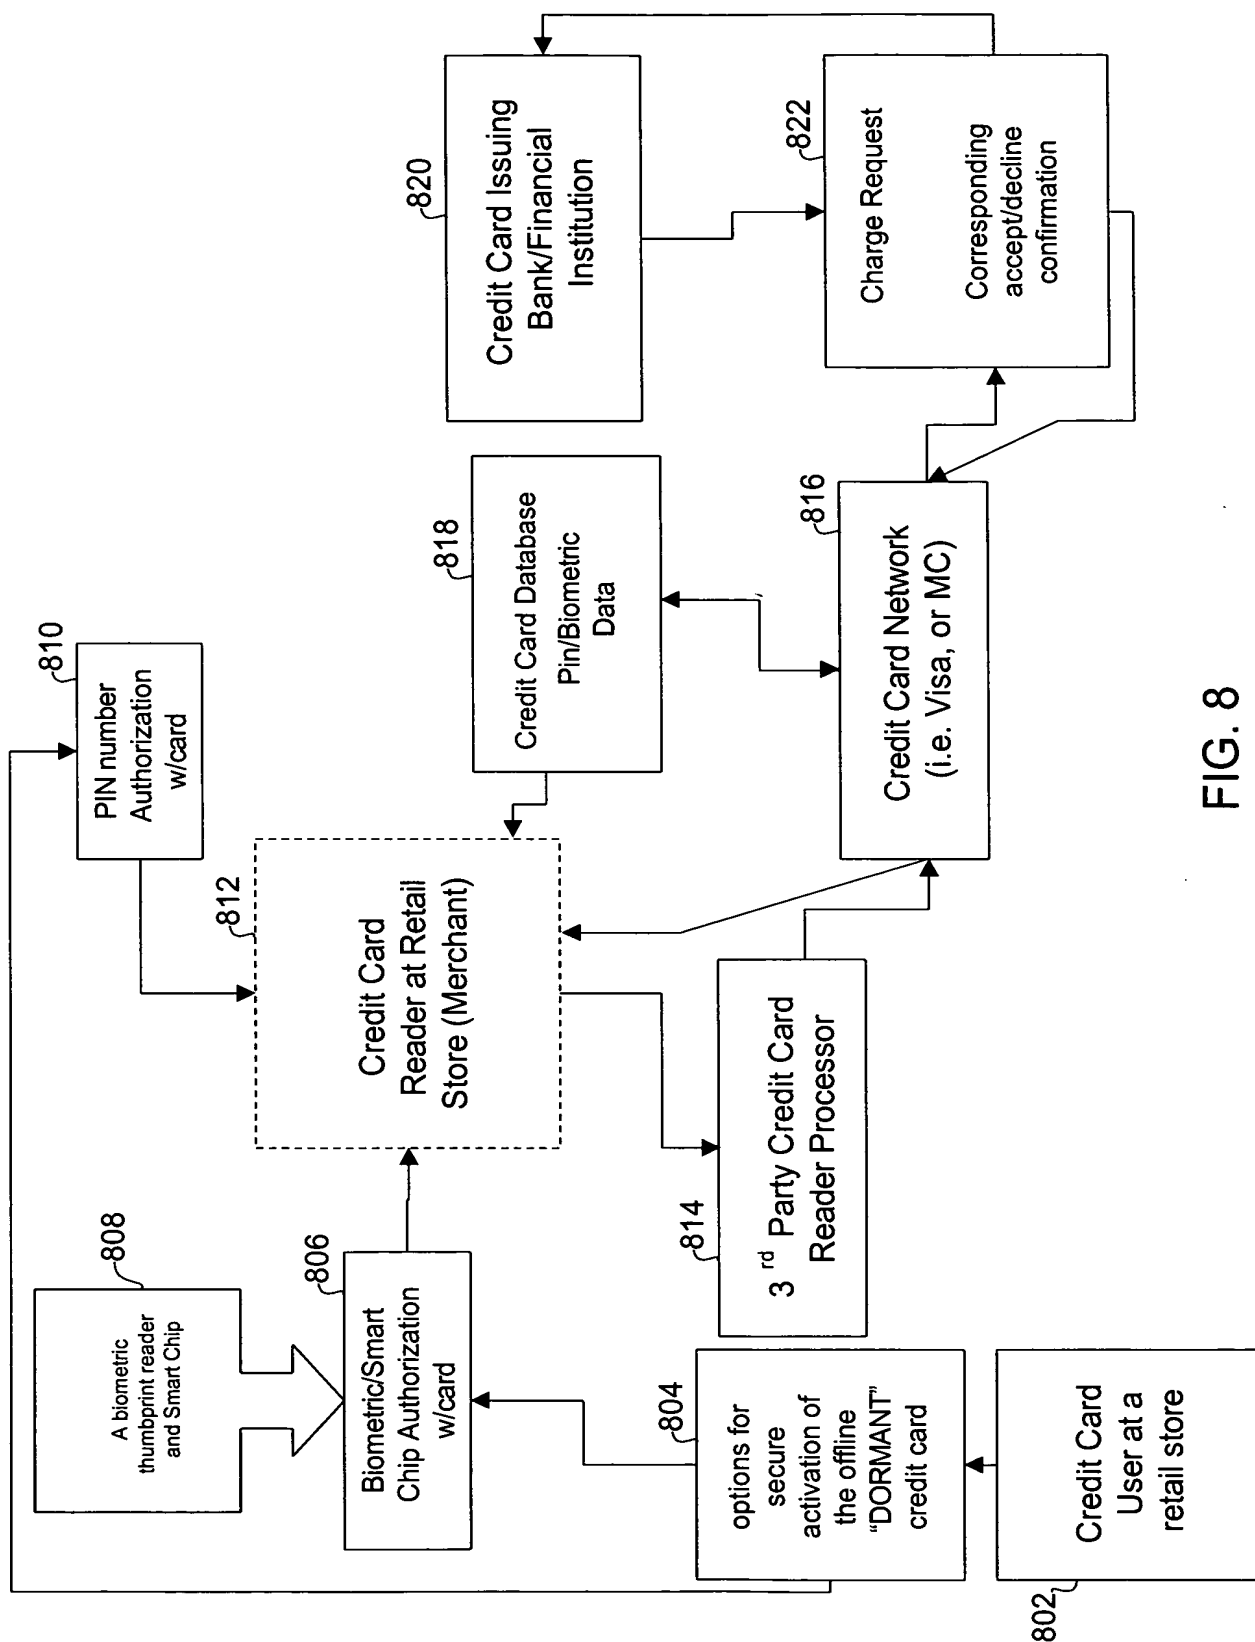 802
Credit Card
User at a
retail store
804
options for
secure
activation of
the offline
"DORMANT"
credit card
808
A biometric
thumbprint reader
and Smart Chip
806
Biometric/Smart
Chip Authorization
w/card
810
PIN number
Authorization
w/card
812
Credit Card
Reader at Retail
Store (Merchant)
814
3 rd Party Credit Card
Reader Processor
816
Credit Card Network
(i.e. Visa, or MC)
818
Credit Card Database
Pin/Biometric
Data
820
Credit Card Issuing
Bank/Financial
Institution
822
Charge Request
Corresponding
accept/decline
confirmation
FIG. 8